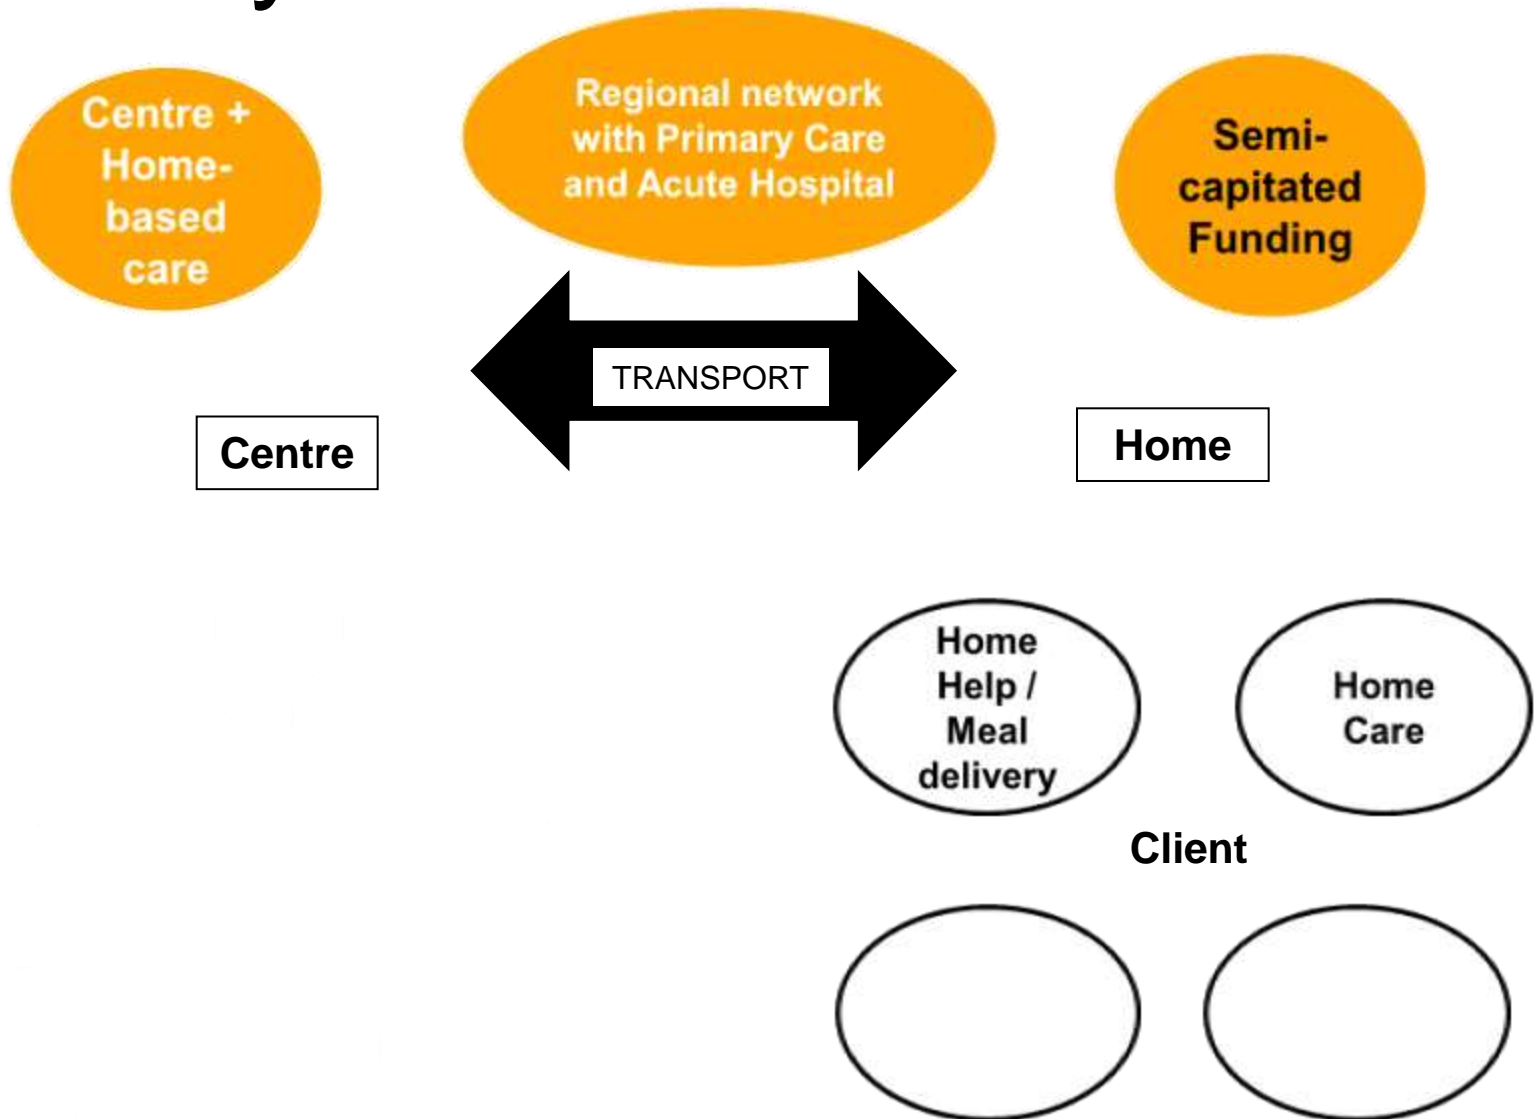 Centre +
Home-
based
care
Regional network
with Primary Care
and Acute Hospital
Semi-
capitated
Funding
TRANSPORT
Centre
Home
Home
Help /
Meal
delivery
Home
Care
Client